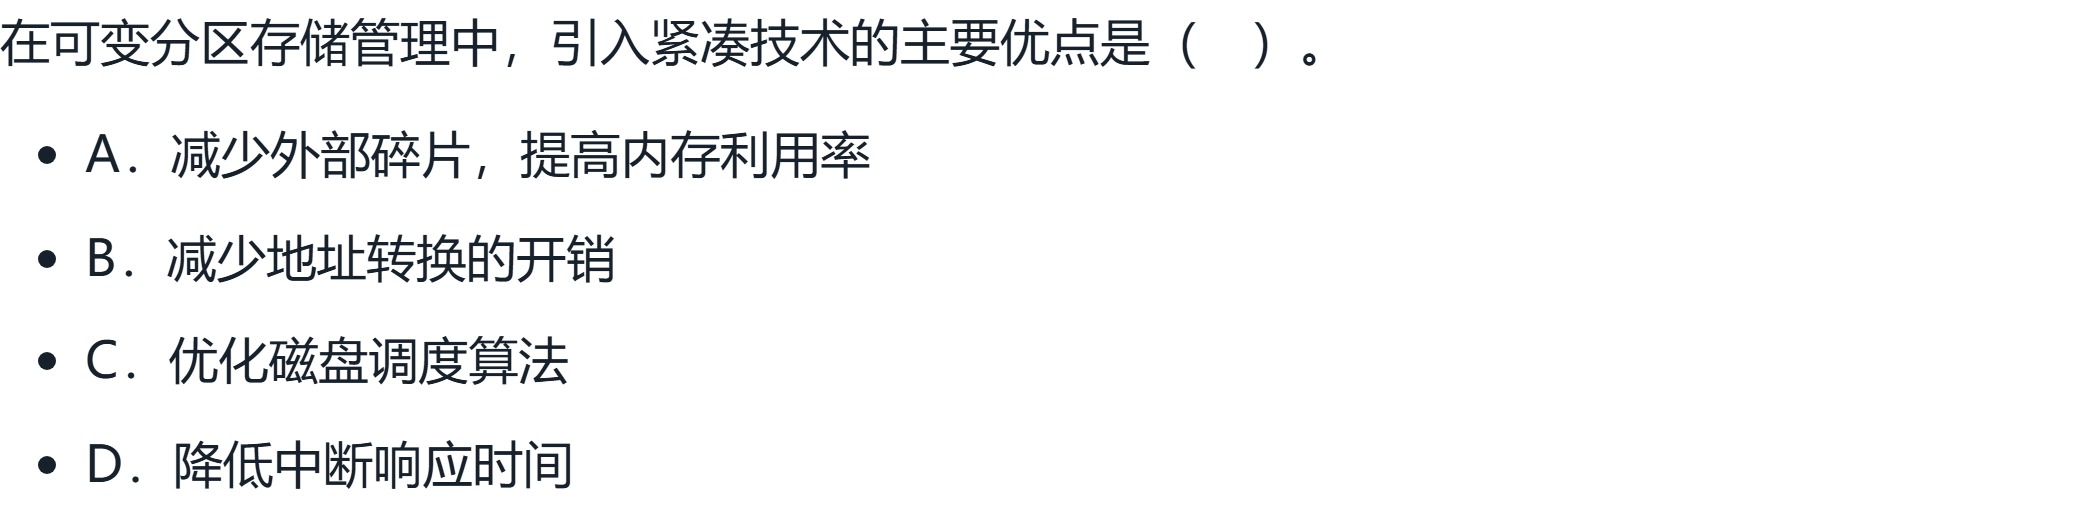 在可变分区存储管理中，引入紧凑技术的主要优点是（ ）。
• A．减少外部碎片，提高内存利用率
• B．减少地址转换的开销
• C．优化磁盘调度算法
• D．降低中断响应时间